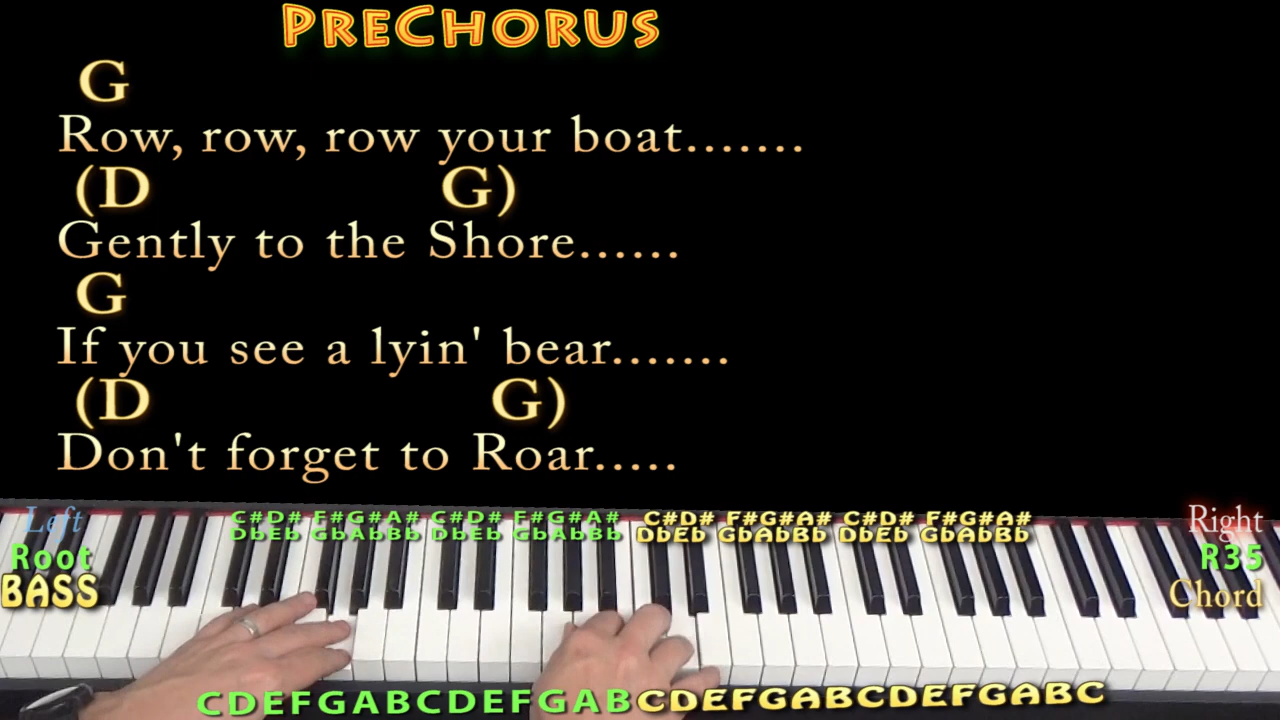 PRECHORUS
G
Row, row, row your boat.......
(D G)
Gently to the Shore......
G
If you see a lyin' bear.......
(D G)
Don't forget to Roar.....
Left
Root
BASS
C#D# F#G#A# C#D# F#G#A# C#D# F#G#A# C#D# F#G#A#
DbEb GbAbBb DbEb GbAbBb DbEb GbAbBb DbEb GbAbBb
Right
R35
Chord
CDEFGABCDEFGABCDEFGABCDEFGABC